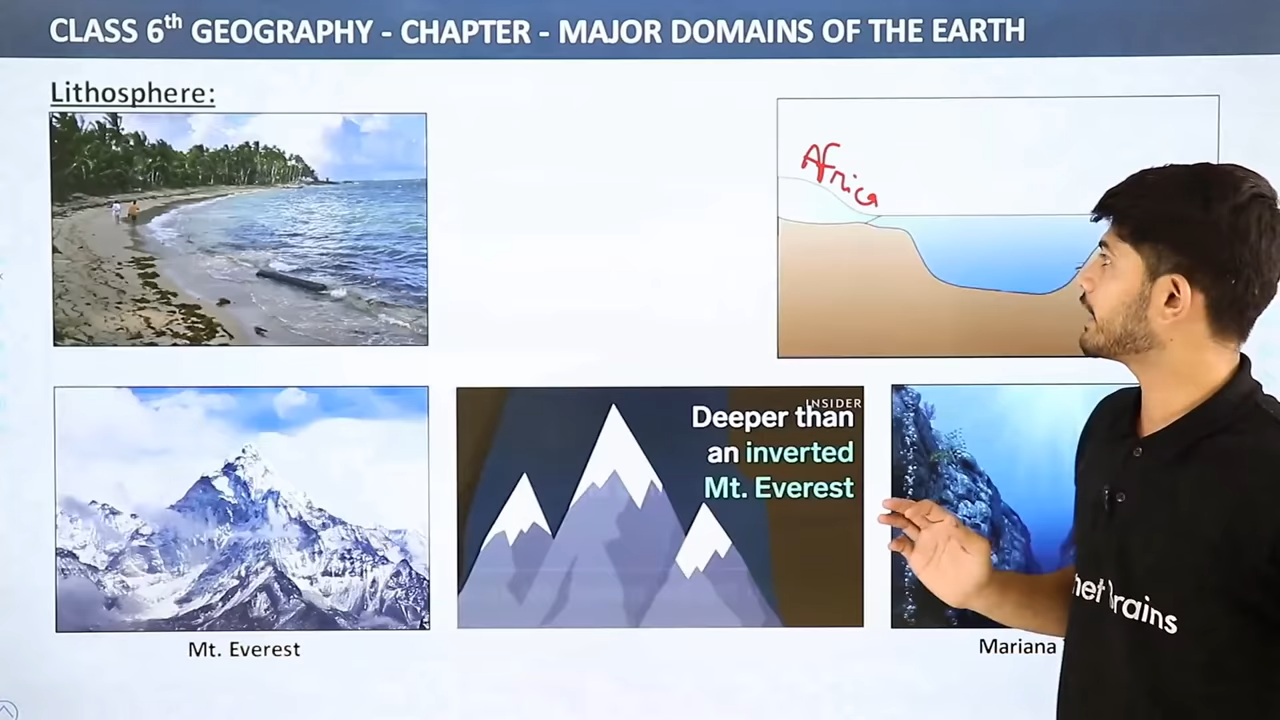 CLASS 6th GEOGRAPHY - CHAPTER - MAJOR DOMAINS OF THE EARTH
Lithosphere:
Africa
INSIDER
Deeper than
an inverted
Mt. Everest
Mt. Everest
Mariana